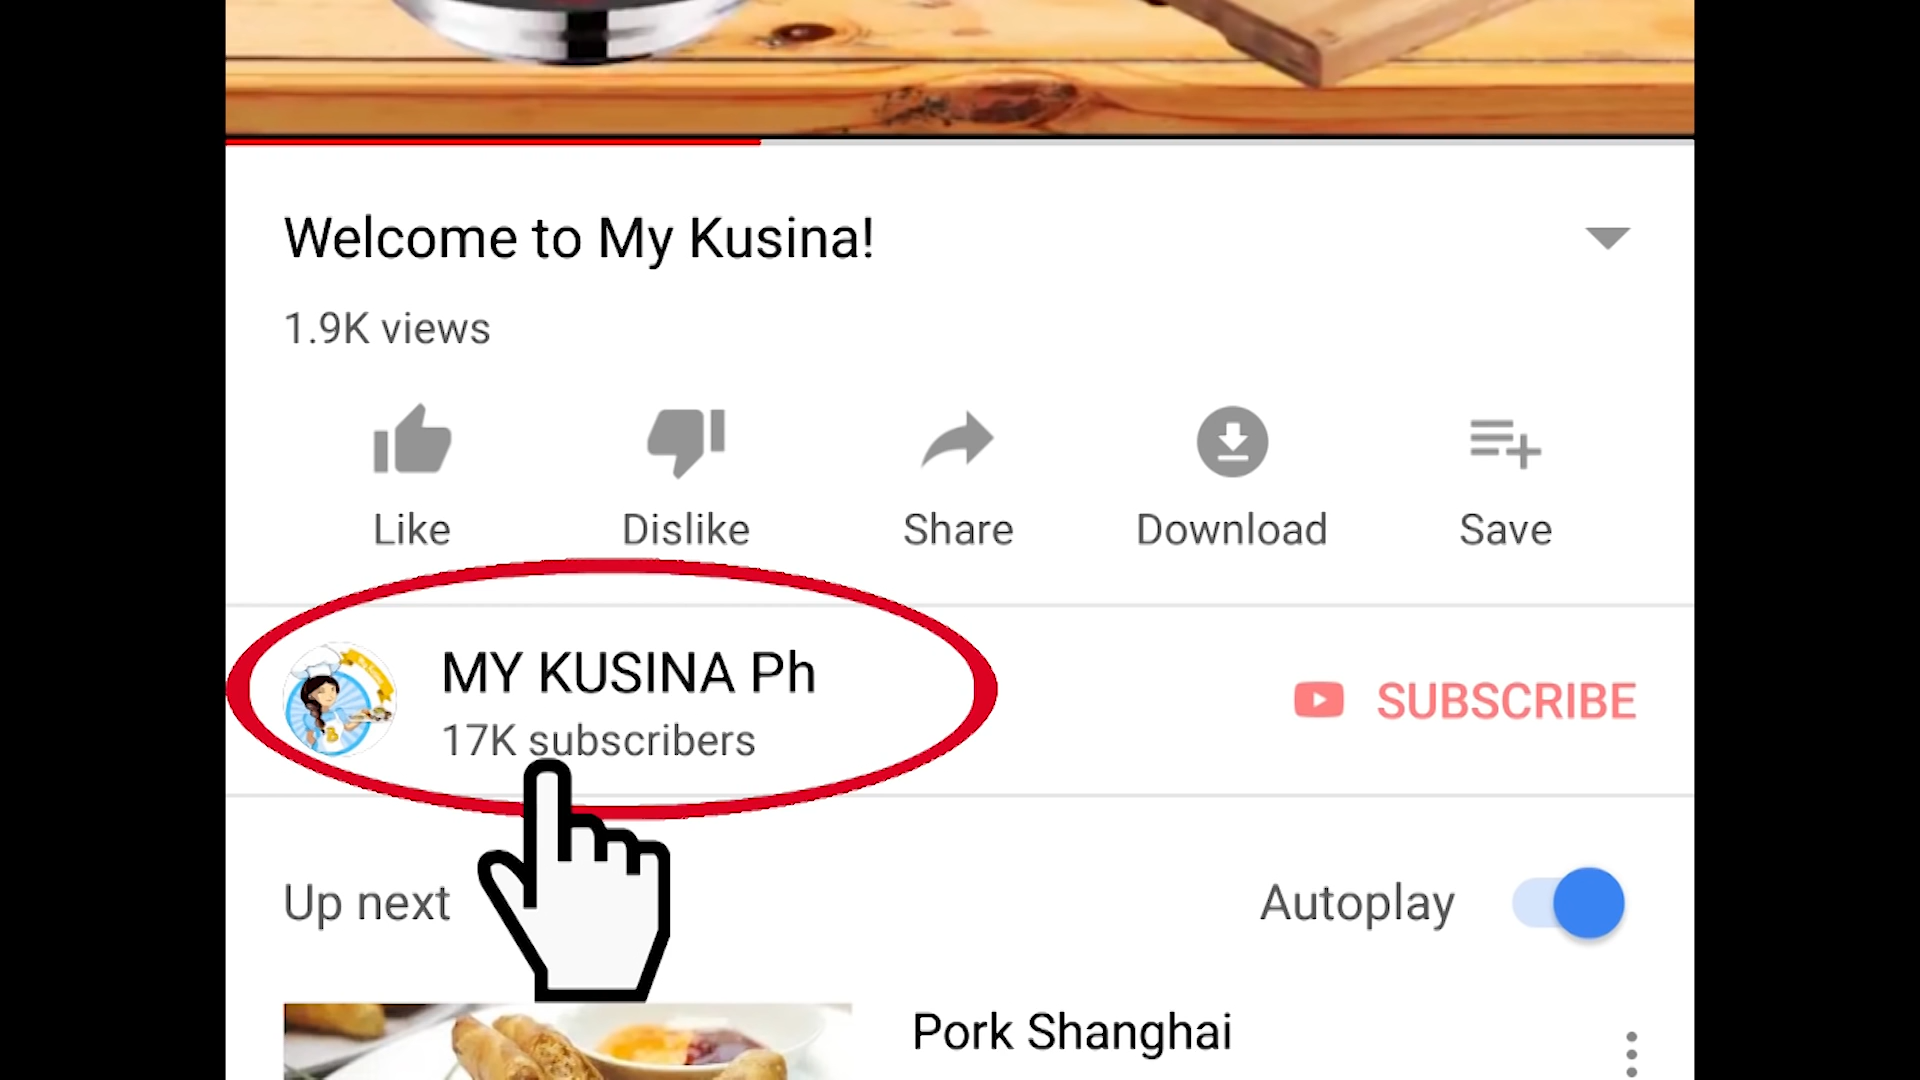 Welcome to My Kusina!
1.9K views
Like
Dislike
Share
Download
Save
MY KUSINA Ph
17K subscribers
SUBSCRIBE
Up next
Autoplay
Pork Shanghai